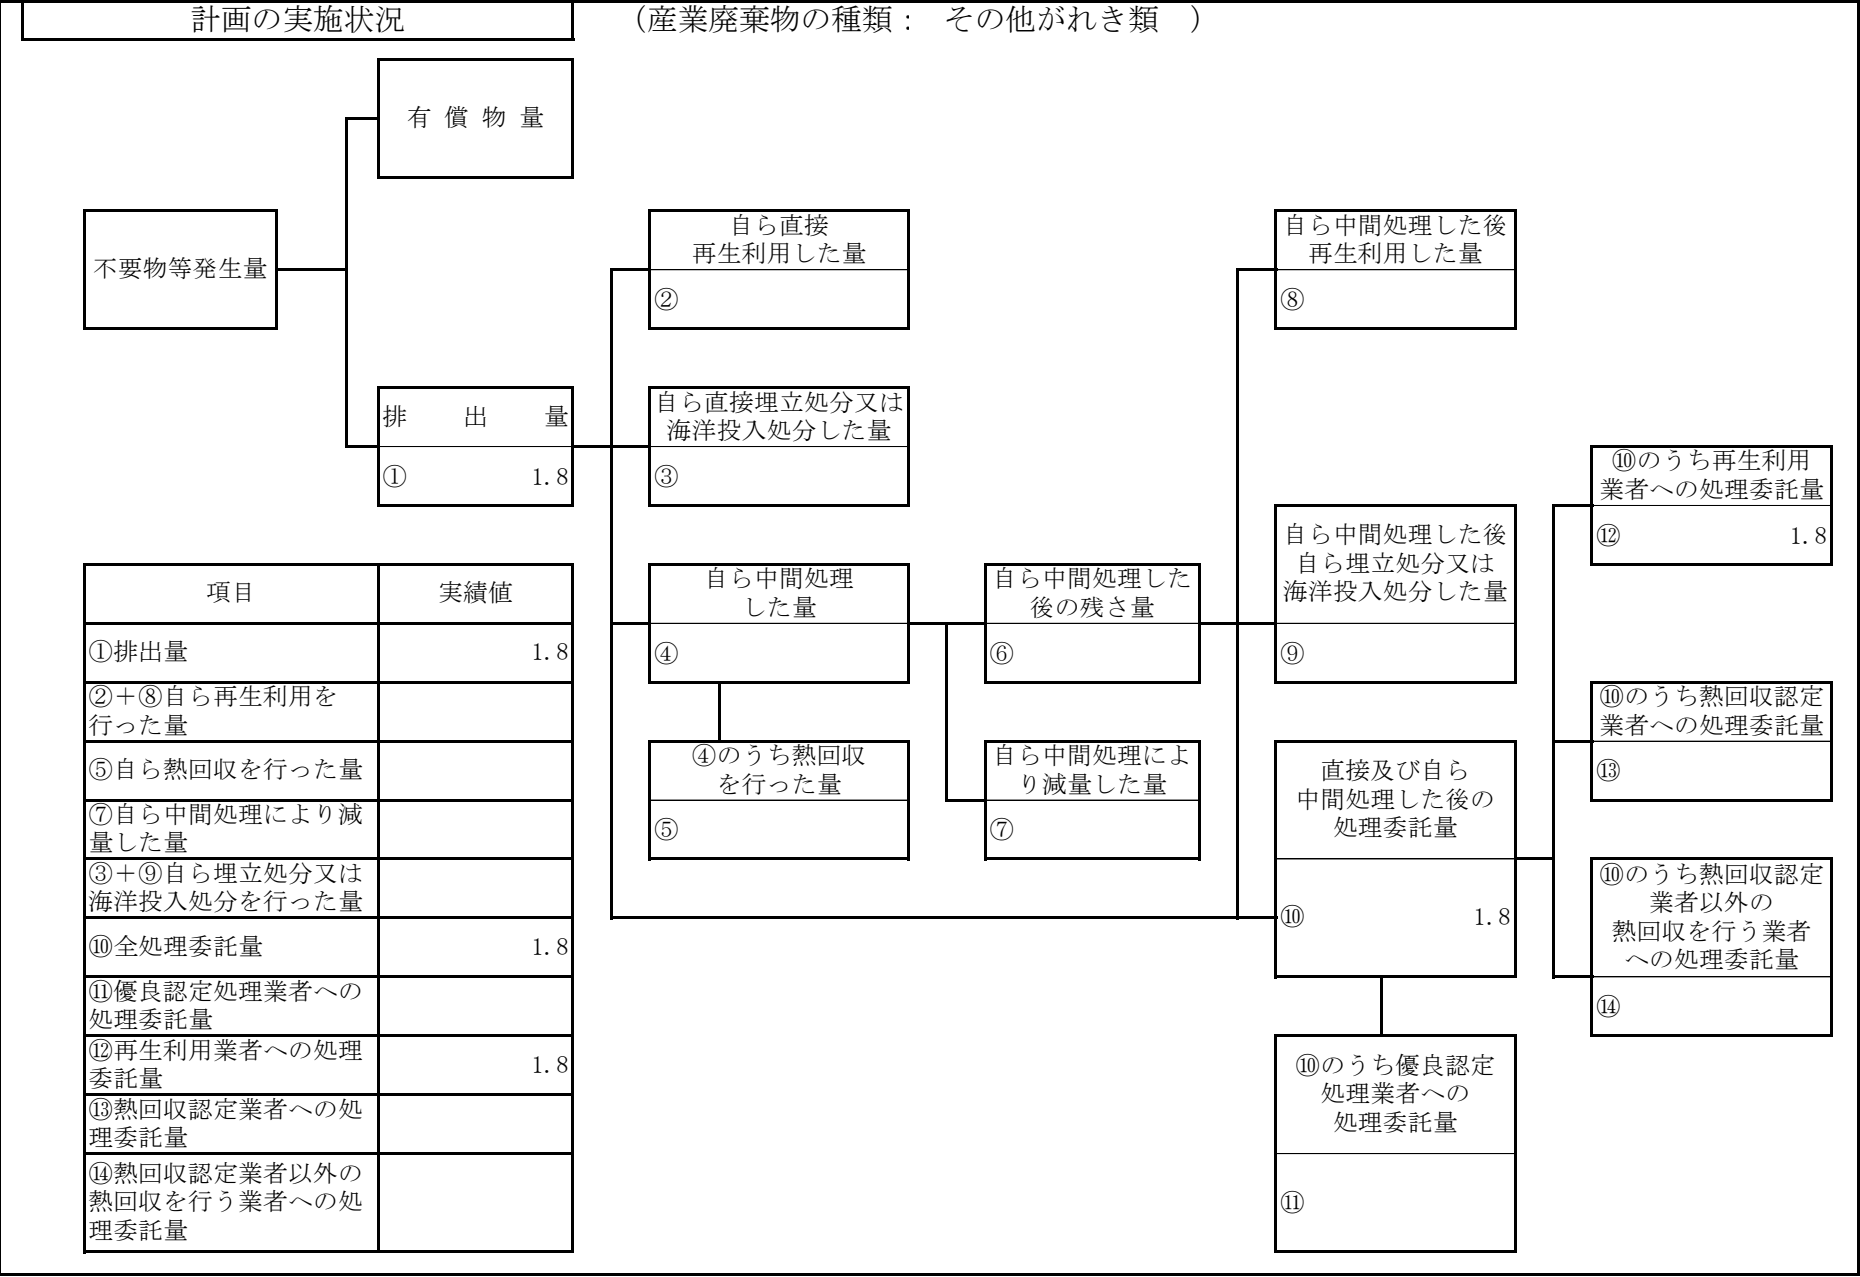 計画の実施状況
（産業廃棄物の種類： その他がれき類 ）
有償物量
不要物等発生量
自ら直接
再生利用した量
②
自ら中間処理した後
再生利用した量
⑧
排出量
① 1.8
自ら直接埋立処分又は
海洋投入処分した量
③
⑩のうち再生利用
業者への処理委託量
⑫ 1.8
自ら中間処理した後
自ら埋立処分又は
海洋投入処分した量
⑨
自ら中間処理
した量
④
自ら中間処理した
後の残さ量
⑥
⑩のうち熱回収認定
業者への処理委託量
⑬
④のうち熱回収
を行った量
⑤
自ら中間処理によ
り減量した量
⑦
直接及び自ら
中間処理した後の
処理委託量
⑩ 1.8
⑩のうち熱回収認定
業者以外の
熱回収を行う業者
への処理委託量
⑭
⑩のうち優良認定
処理業者への
処理委託量
⑪
項目 実績値
①排出量 1.8
②＋⑧自ら再生利用を
行った量
⑤自ら熱回収を行った量
⑦自ら中間処理により減
量した量
③＋⑨自ら埋立処分又は
海洋投入処分を行った量
⑩全処理委託量 1.8
⑪優良認定処理業者への
処理委託量
⑫再生利用業者への処理
委託量 1.8
⑬熱回収認定業者への処
理委託量
⑭熱回収認定業者以外の
熱回収を行う業者への処
理委託量